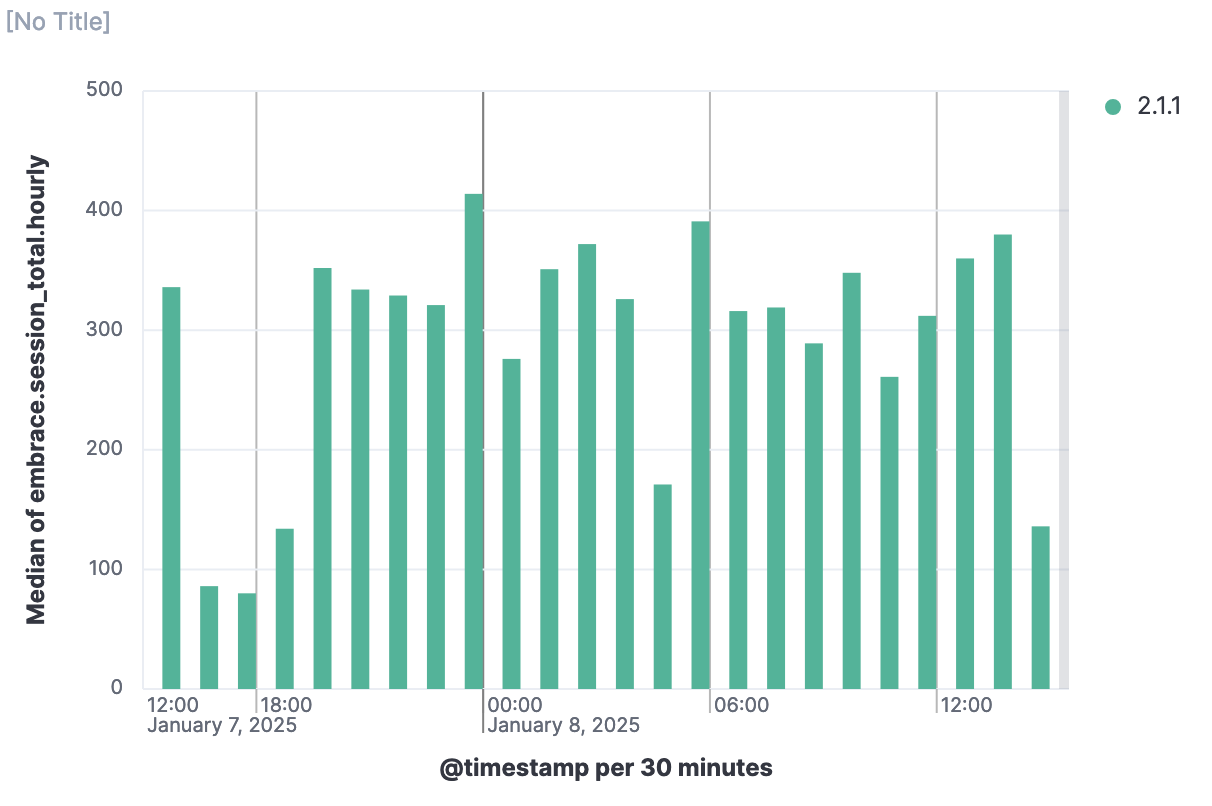 [No Title]
500
400
300
200
100
0
Median of embrace.session_total.hourly
12:00 18:00 00:00 06:00 12:00
January 7, 2025 January 8, 2025
@timestamp per 30 minutes
2.1.1